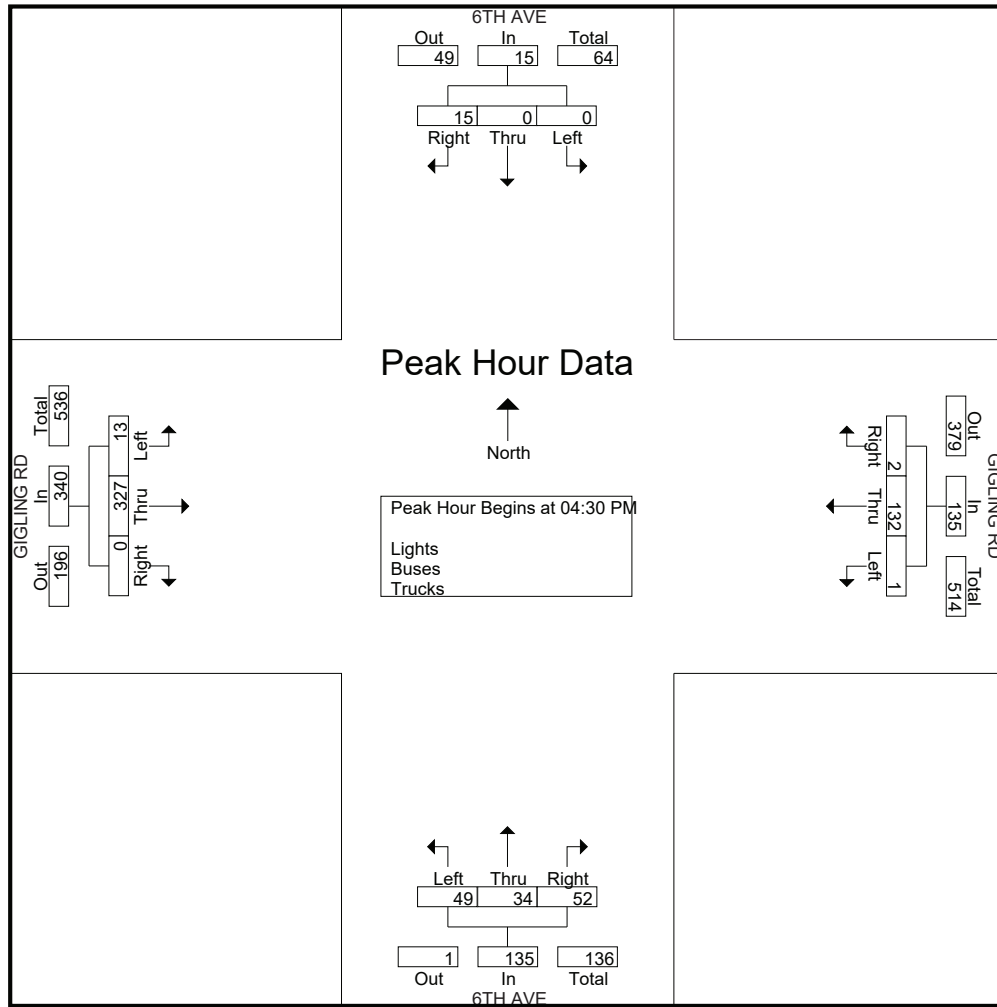 6TH AVE
Out In Total
49 15 64
15 0 0
Right Thru Left
Peak Hour Data
North
Peak Hour Begins at 04:30 PM
Lights
Buses
Trucks
GIGLING RD
Out In Total
196 340 536
Right Thru Left
0 327 13
GIGLING RD
Out In Total
379 135 514
2 132 1
Right Thru Left
Left Thru Right
49 34 52
1 135 136
Out In Total
6TH AVE